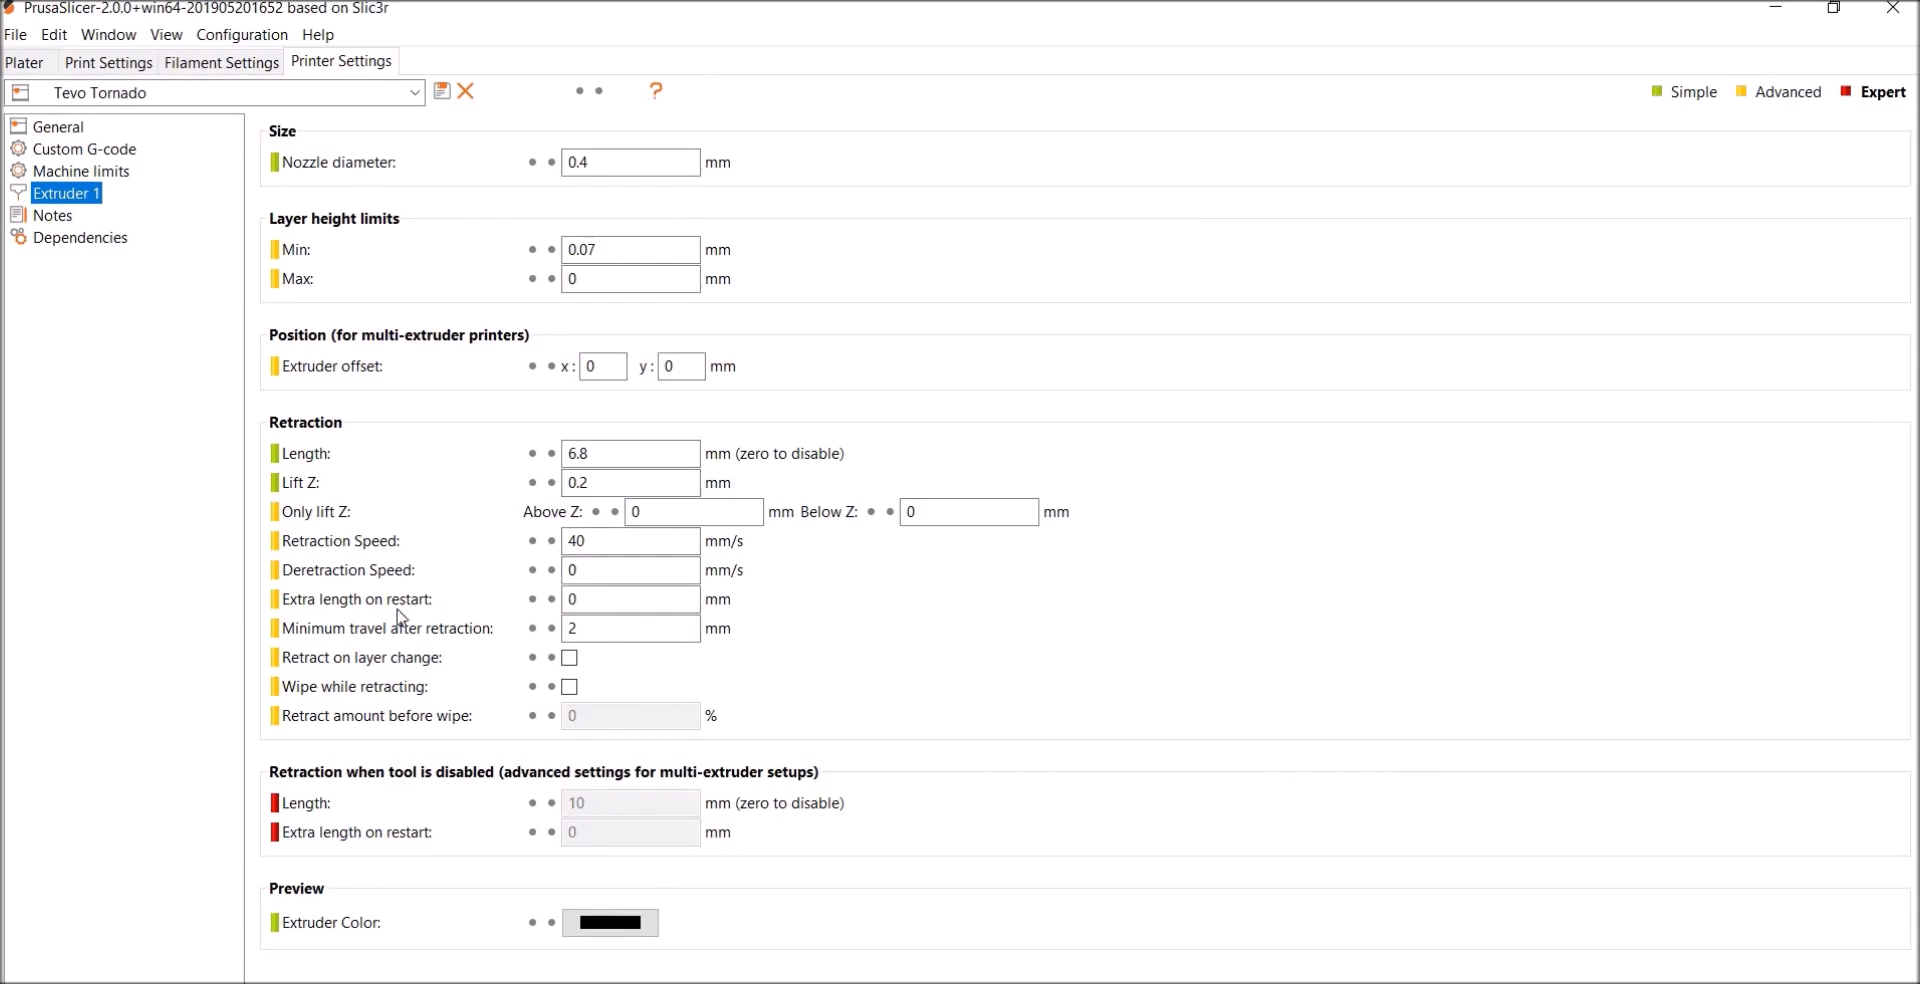 PrusaSlicer-2.0.0+win64-201905201652 based on Slic3r
File Edit Window View Configuration Help
Plater Print Settings Filament Settings Printer Settings
Tevo Tornado ? Simple Advanced Expert
General
Custom G-code
Machine limits
Extruder 1
Notes
Dependencies
Size
Nozzle diameter: 0.4 mm
Layer height limits
Min: 0.07 mm
Max: 0 mm
Position (for multi-extruder printers)
Extruder offset: x: 0 y: 0 mm
Retraction
Length: 6.8 mm (zero to disable)
Lift Z: 0.2 mm
Only lift Z: Above Z: 0 mm Below Z: 0 mm
Retraction Speed: 40 mm/s
Deretraction Speed: 0 mm/s
Extra length on restart: 0 mm
Minimum travel after retraction: 2 mm
Retract on layer change:
Wipe while retracting:
Retract amount before wipe: 0 %
Retraction when tool is disabled (advanced settings for multi-extruder setups)
Length: 10 mm (zero to disable)
Extra length on restart: 0 mm
Preview
Extruder Color: